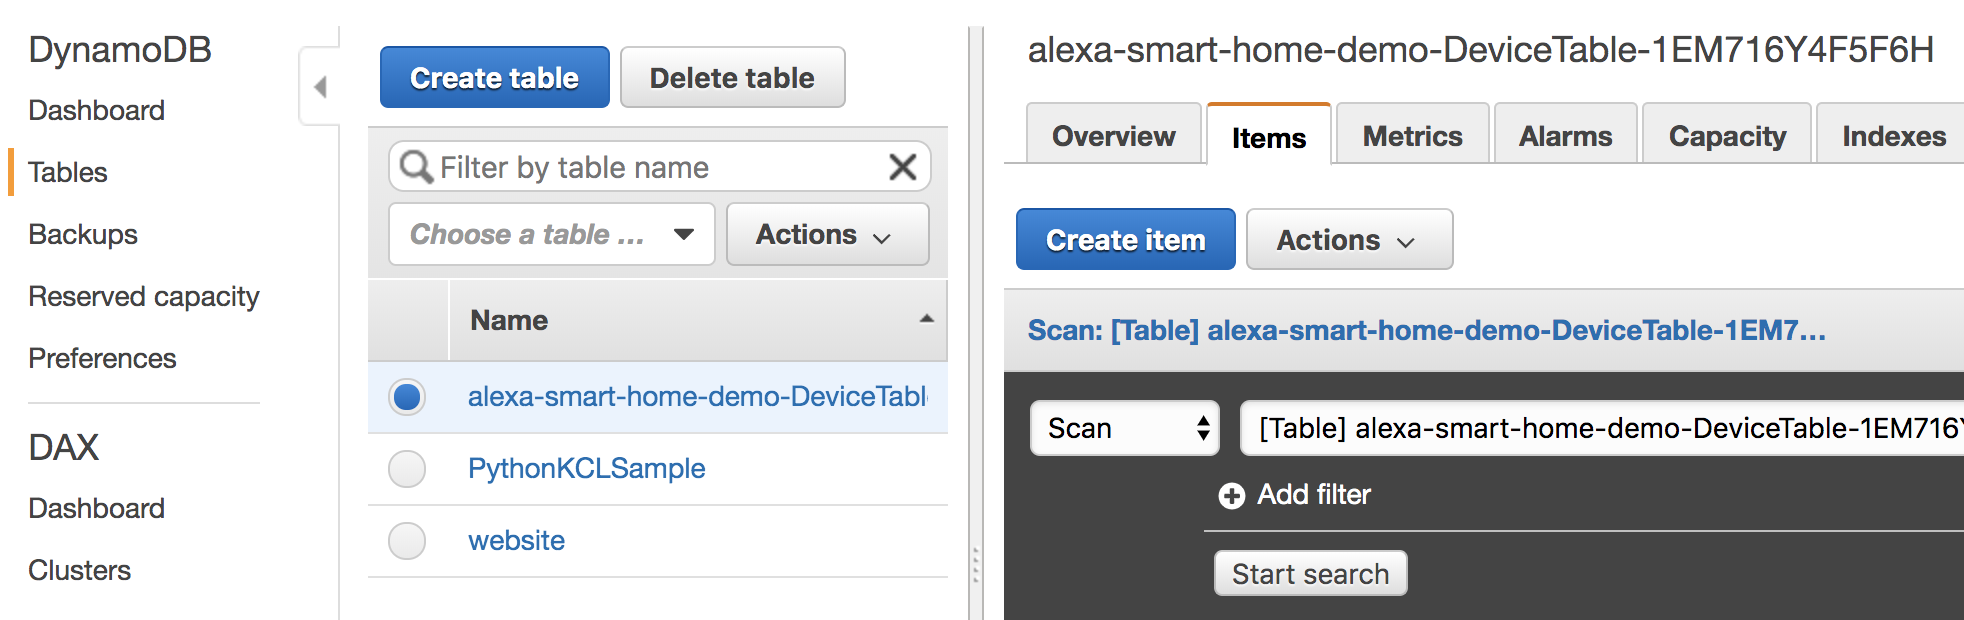 DynamoDB
Dashboard
Tables
Backups
Reserved capacity
Preferences
DAX
Dashboard
Clusters
Create table
Delete table
Filter by table name
Choose a table ...
Actions
Name
alexa-smart-home-demo-DeviceTabl
PythonKCLSample
website
alexa-smart-home-demo-DeviceTable-1EM716Y4F5F6H
Overview
Items
Metrics
Alarms
Capacity
Indexes
Create item
Actions
Scan: [Table] alexa-smart-home-demo-DeviceTable-1EM7...
Scan
[Table] alexa-smart-home-demo-DeviceTable-1EM716Y
Add filter
Start search